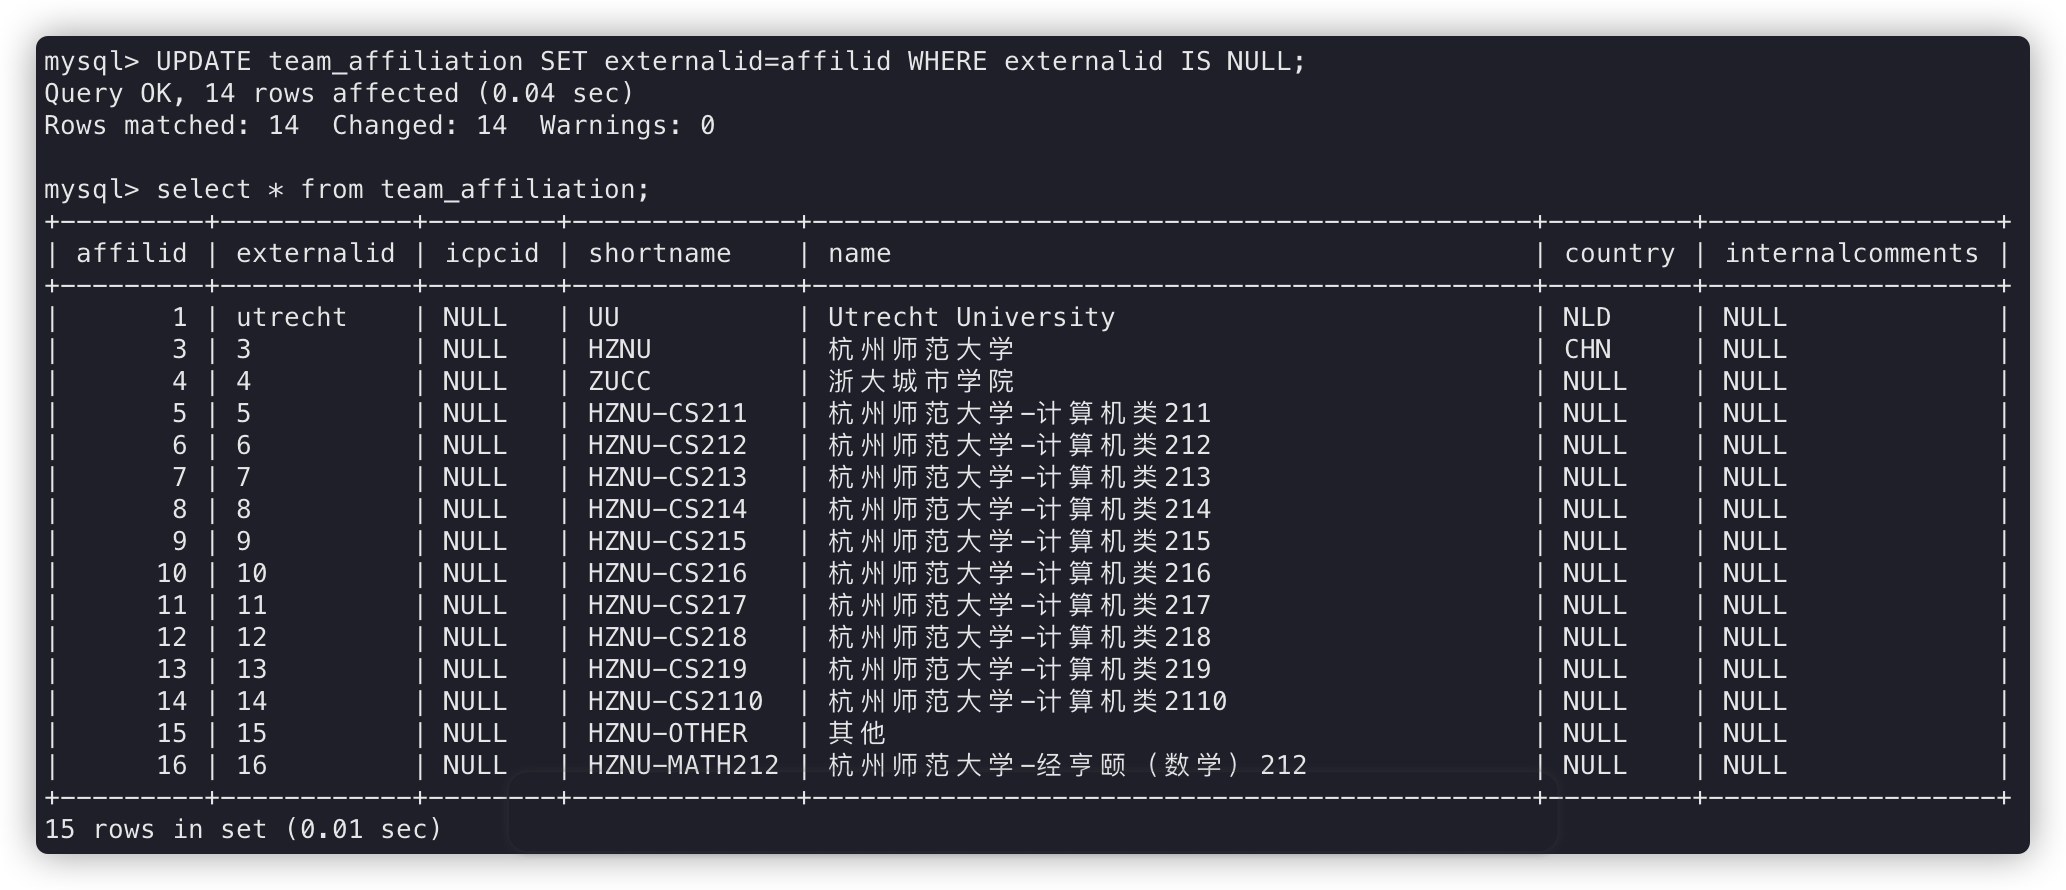 mysql> UPDATE team_affiliation SET externalid=affilid WHERE externalid IS NULL;
Query OK, 14 rows affected (0.04 sec)
Rows matched: 14  Changed: 14  Warnings: 0

mysql> select * from team_affiliation;
+---------+------------+--------+--------------+---------------------------------------------+---------+------------------+
| affilid | externalid | icpcid | shortname    | name                                        | country | internalcomments |
+---------+------------+--------+--------------+---------------------------------------------+---------+------------------+
|       1 | utrecht    | NULL   | UU           | Utrecht University                          | NLD     | NULL             |
|       3 | 3          | NULL   | HZNU         | 杭州师范大学                                | CHN     | NULL             |
|       4 | 4          | NULL   | ZUCC         | 浙大城市学院                                | NULL    | NULL             |
|       5 | 5          | NULL   | HZNU-CS211   | 杭州师范大学-计算机类211                    | NULL    | NULL             |
|       6 | 6          | NULL   | HZNU-CS212   | 杭州师范大学-计算机类212                    | NULL    | NULL             |
|       7 | 7          | NULL   | HZNU-CS213   | 杭州师范大学-计算机类213                    | NULL    | NULL             |
|       8 | 8          | NULL   | HZNU-CS214   | 杭州师范大学-计算机类214                    | NULL    | NULL             |
|       9 | 9          | NULL   | HZNU-CS215   | 杭州师范大学-计算机类215                    | NULL    | NULL             |
|      10 | 10         | NULL   | HZNU-CS216   | 杭州师范大学-计算机类216                    | NULL    | NULL             |
|      11 | 11         | NULL   | HZNU-CS217   | 杭州师范大学-计算机类217                    | NULL    | NULL             |
|      12 | 12         | NULL   | HZNU-CS218   | 杭州师范大学-计算机类218                    | NULL    | NULL             |
|      13 | 13         | NULL   | HZNU-CS219   | 杭州师范大学-计算机类219                    | NULL    | NULL             |
|      14 | 14         | NULL   | HZNU-CS2110  | 杭州师范大学-计算机类2110                   | NULL    | NULL             |
|      15 | 15         | NULL   | HZNU-OTHER   | 其他                                        | NULL    | NULL             |
|      16 | 16         | NULL   | HZNU-MATH212 | 杭州师范大学-经亨颐（数学）212              | NULL    | NULL             |
+---------+------------+--------+--------------+---------------------------------------------+---------+------------------+
15 rows in set (0.01 sec)